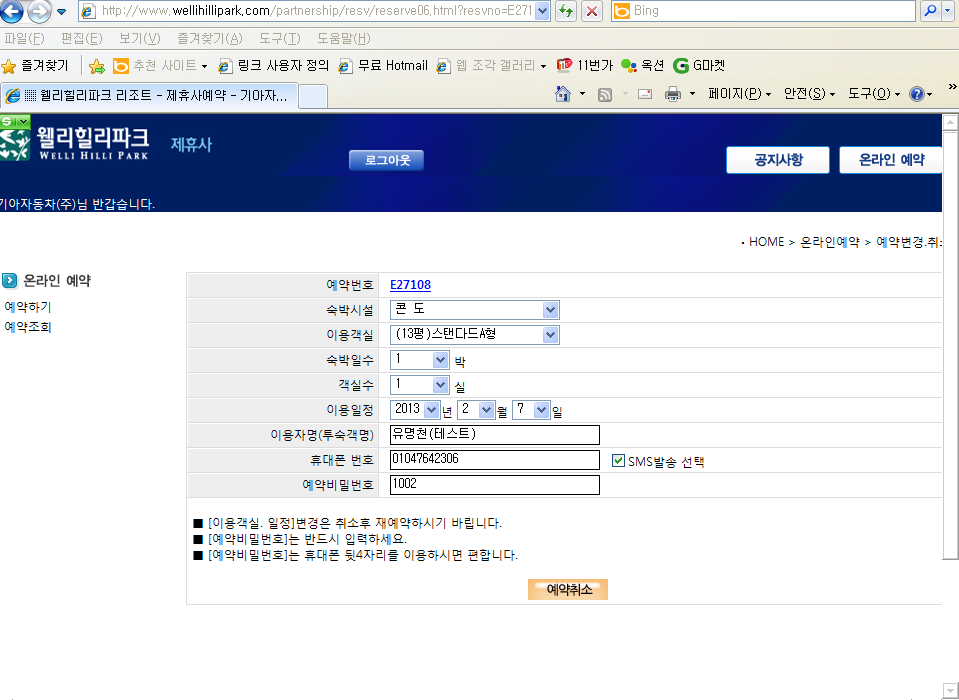 http://www.wellihillipark.com/partnership/resv/reserve06.html?resvno=E271
Bing
파일(F) 편집(E) 보기(V) 즐겨찾기(A) 도구(T) 도움말(H)
즐겨찾기 추천 사이트 링크 사용자 정의 무료 Hotmail 웹 조각 갤러리 11번가 옥션 G마켓
웰리힐리파크 리조트 - 제휴사예약 - 기아자...
페이지(P) 안전(S) 도구(O)
웰리힐리파크 제휴사
WELLI HILLI PARK
로그아웃
공지사항
온라인 예약
기아자동차(주)님 반갑습니다.
• HOME > 온라인예약 > 예약변경.취소
온라인 예약
예약하기
예약조회
예약번호 E27108
숙박시설 콘 도
이용객실 (13평)스탠다드A형
숙박일수 1 박
객실수 1 실
이용일정 2013 년 2 월 7 일
이용자명(투숙객명) 유명천(테스트)
휴대폰 번호 01047642306 SMS발송 선택
예약비밀번호 1002
■ [이용객실. 일정]변경은 취소후 재예약하시기 바립니다.
■ [예약비밀번호]는 반드시 입력하세요.
■ [예약비밀번호]는 휴대폰 뒷4자리를 이용하시면 편합니다.
예약취소